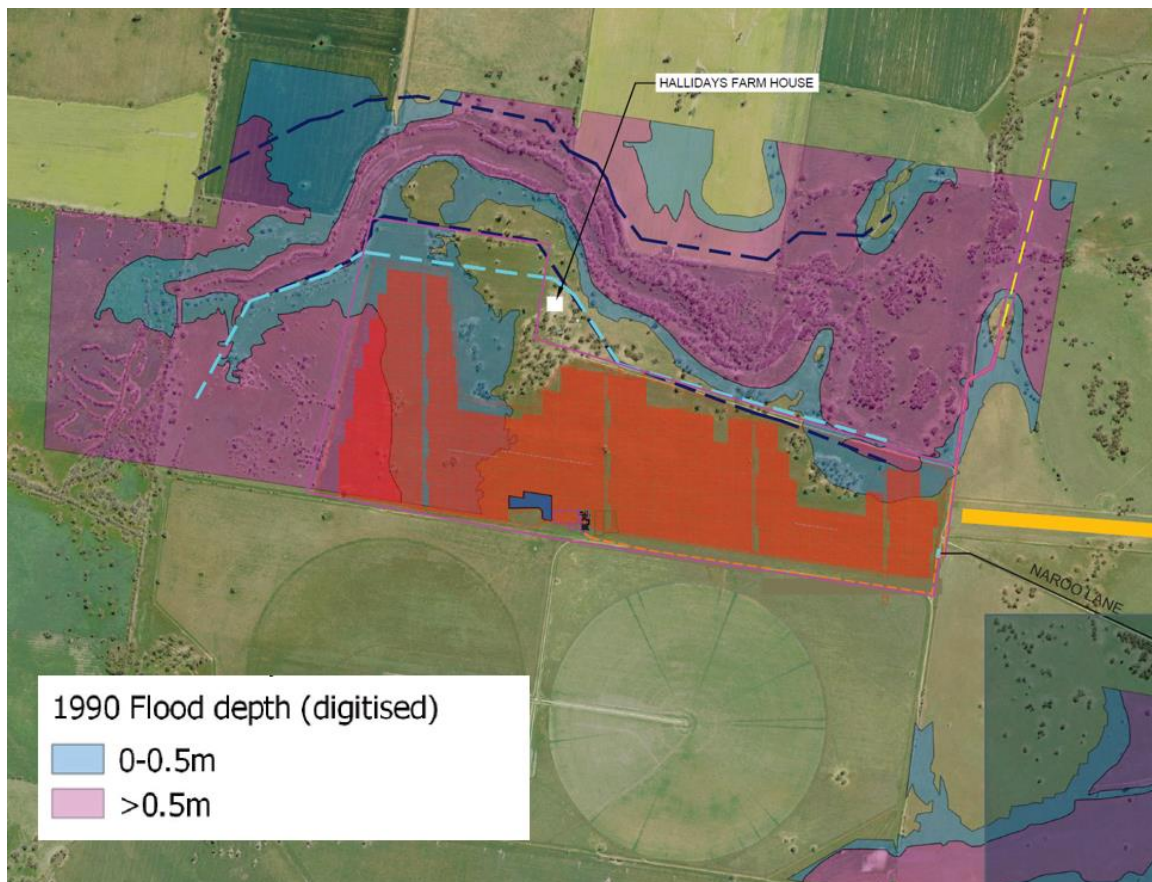 HALLIDAYS FARM HOUSE
NAROO LANE
1990 Flood depth (digitised)
0-0.5m
>0.5m